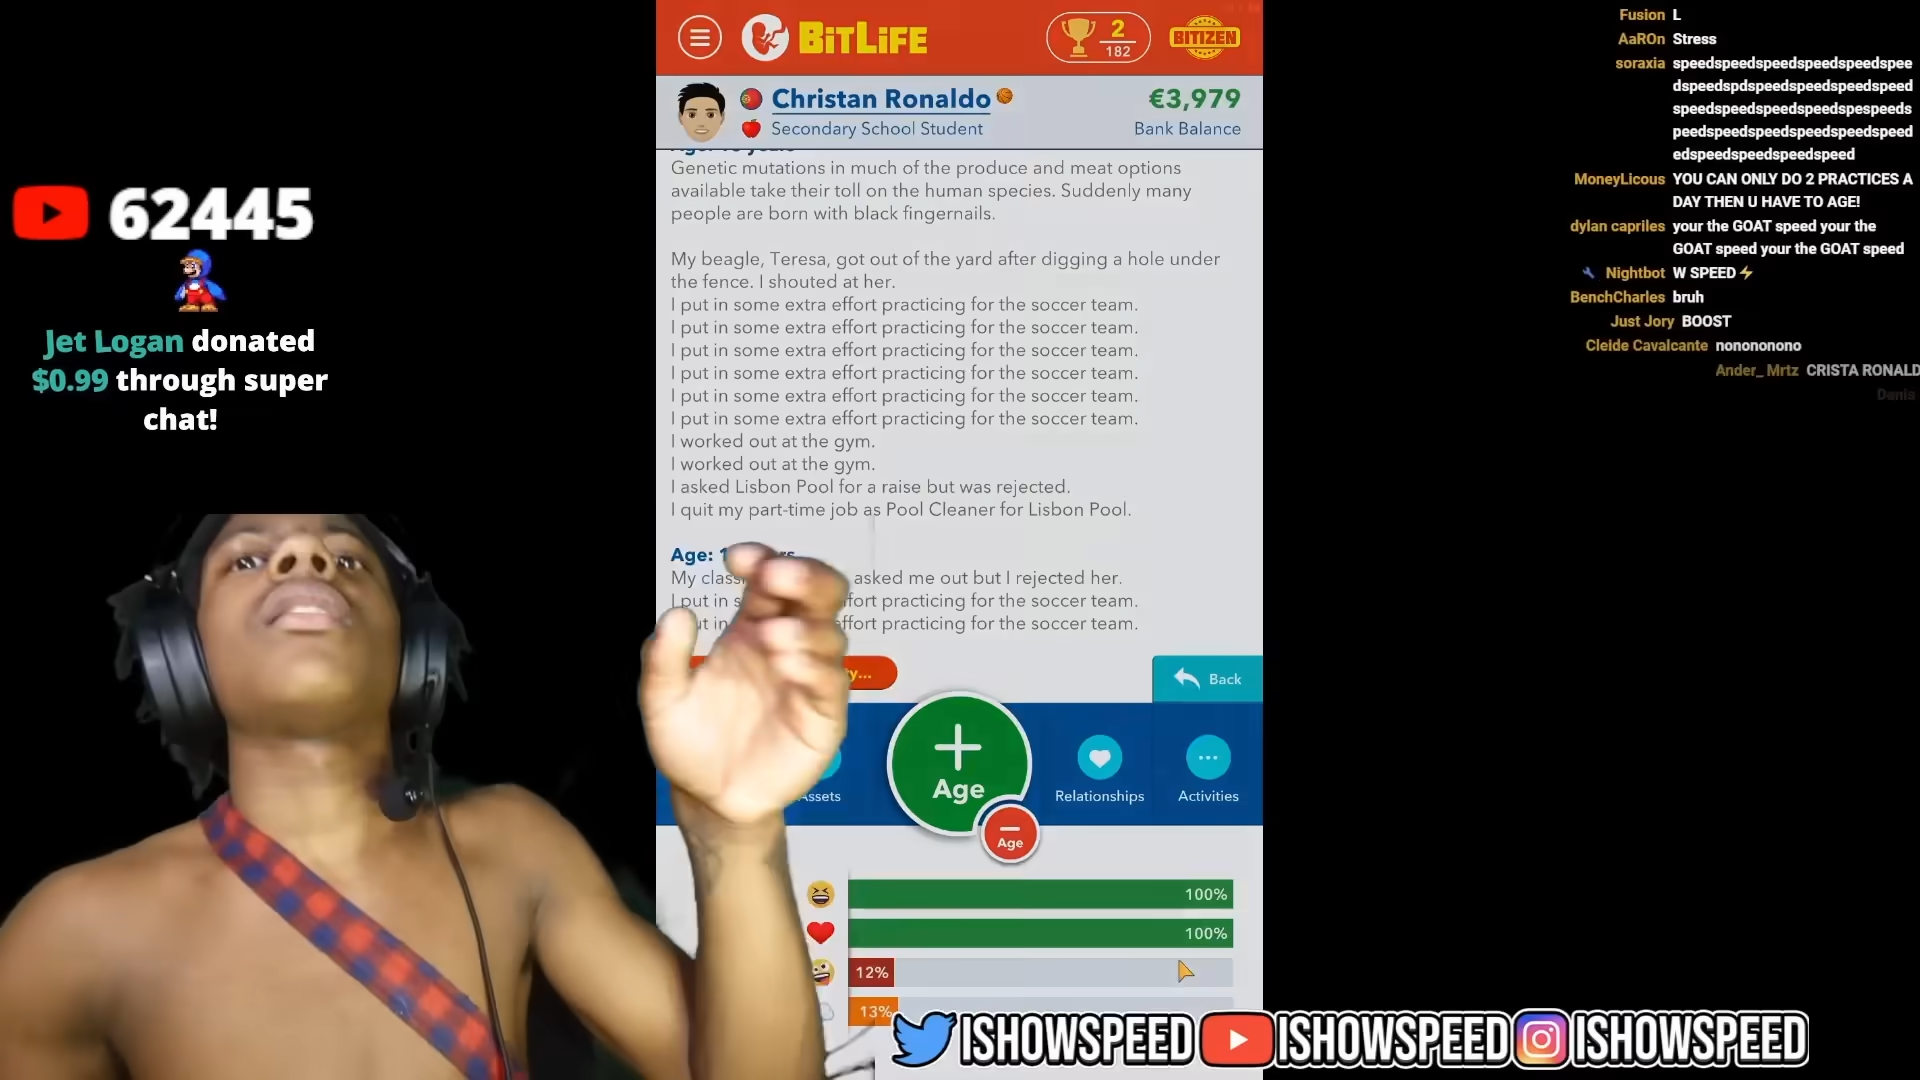 BiTLiFE
2
182
BITIZEN
Christan Ronaldo
€3,979
Secondary School Student
Bank Balance
Genetic mutations in much of the produce and meat options
available take their toll on the human species. Suddenly many
people are born with black fingernails.
My beagle, Teresa, got out of the yard after digging a hole under
the fence. I shouted at her.
I put in some extra effort practicing for the soccer team.
I put in some extra effort practicing for the soccer team.
I put in some extra effort practicing for the soccer team.
I put in some extra effort practicing for the soccer team.
I put in some extra effort practicing for the soccer team.
I put in some extra effort practicing for the soccer team.
I worked out at the gym.
I worked out at the gym.
I asked Lisbon Pool for a raise but was rejected.
I quit my part-time job as Pool Cleaner for Lisbon Pool.
Age:
My asked me out but I rejected her.
I put in practicing for the soccer team.
practicing for the soccer team.
Back
Assets
Age
Age
Relationships
Activities
100%
100%
12%
13%
62445
Jet Logan donated
$0.99 through super
chat!
Fusion L
AaROn Stress
soraxia speedspeedspeedspeedspeedspee
dspeedspdspeedspeedspeedspeed
speedspeedspeedspeedspespeeds
peedspeedspeedspeedspeedspeed
edspeedspeedspeedspeed
MoneyLicous YOU CAN ONLY DO 2 PRACTICES A
DAY THEN U HAVE TO AGE!
dylan capriles your the GOAT speed your the
GOAT speed your the GOAT speed
Nightbot W SPEED⚡
BenchCharles bruh
Just Jory BOOST
Cleide Cavalcante nonononono
Ander_ Mrtz CRISTA RONALD
Denis
ISHOWSPEED ISHOWSPEED ISHOWSPEED